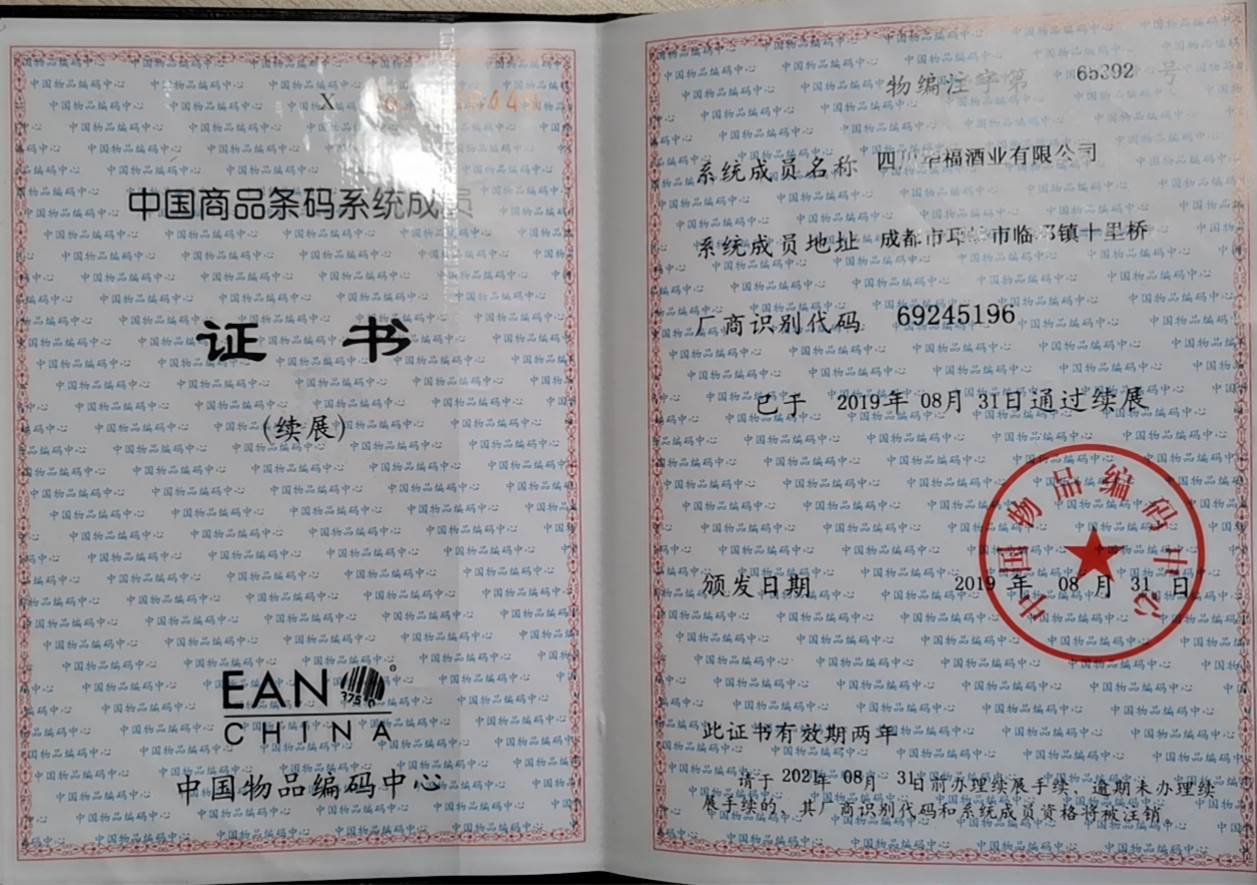 中国商品条码系统成员
证 书
(续展)
EAN
CHINA
中国物品编码中心
物编注字第 65392 号
系统成员名称 四川 福酒业有限公司
系统成员地址 成都市 市临 镇十里桥
厂商识别代码 69245196
已于 2019年 08月 31日通过续展
中国物品编码中心
颁发日期 2019 年 08 月 31 日
此证书有效期两年
请于 2021年 08月 31日前办理续展手续，逾期未办理续
展手续的，其厂商识别代码和系统成员资格将被注销。